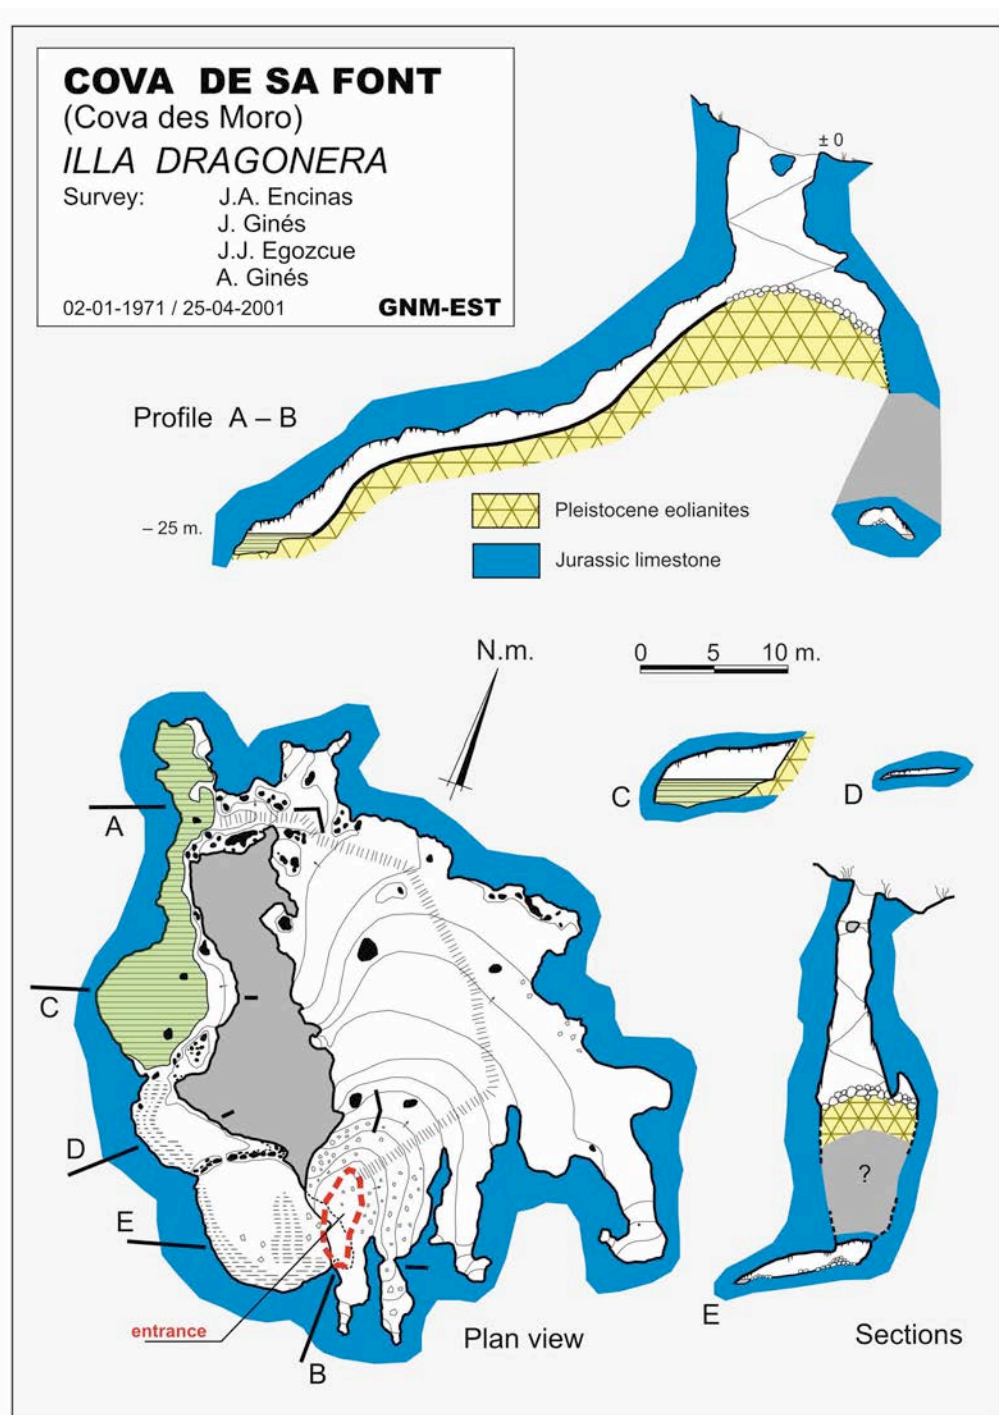 COVA DE SA FONT
(Cova des Moro)
ILLA DRAGONERA
Survey: J.A. Encinas
J. Ginés
J.J. Egozcue
A. Ginés
02-01-1971 / 25-04-2001 GNM-EST
± 0
Profile A – B
– 25 m.
Pleistocene eolianites
Jurassic limestone
N.m.
0 5 10 m.
A
C
D
C
D
E
?
entrance
B
Plan view
E
Sections